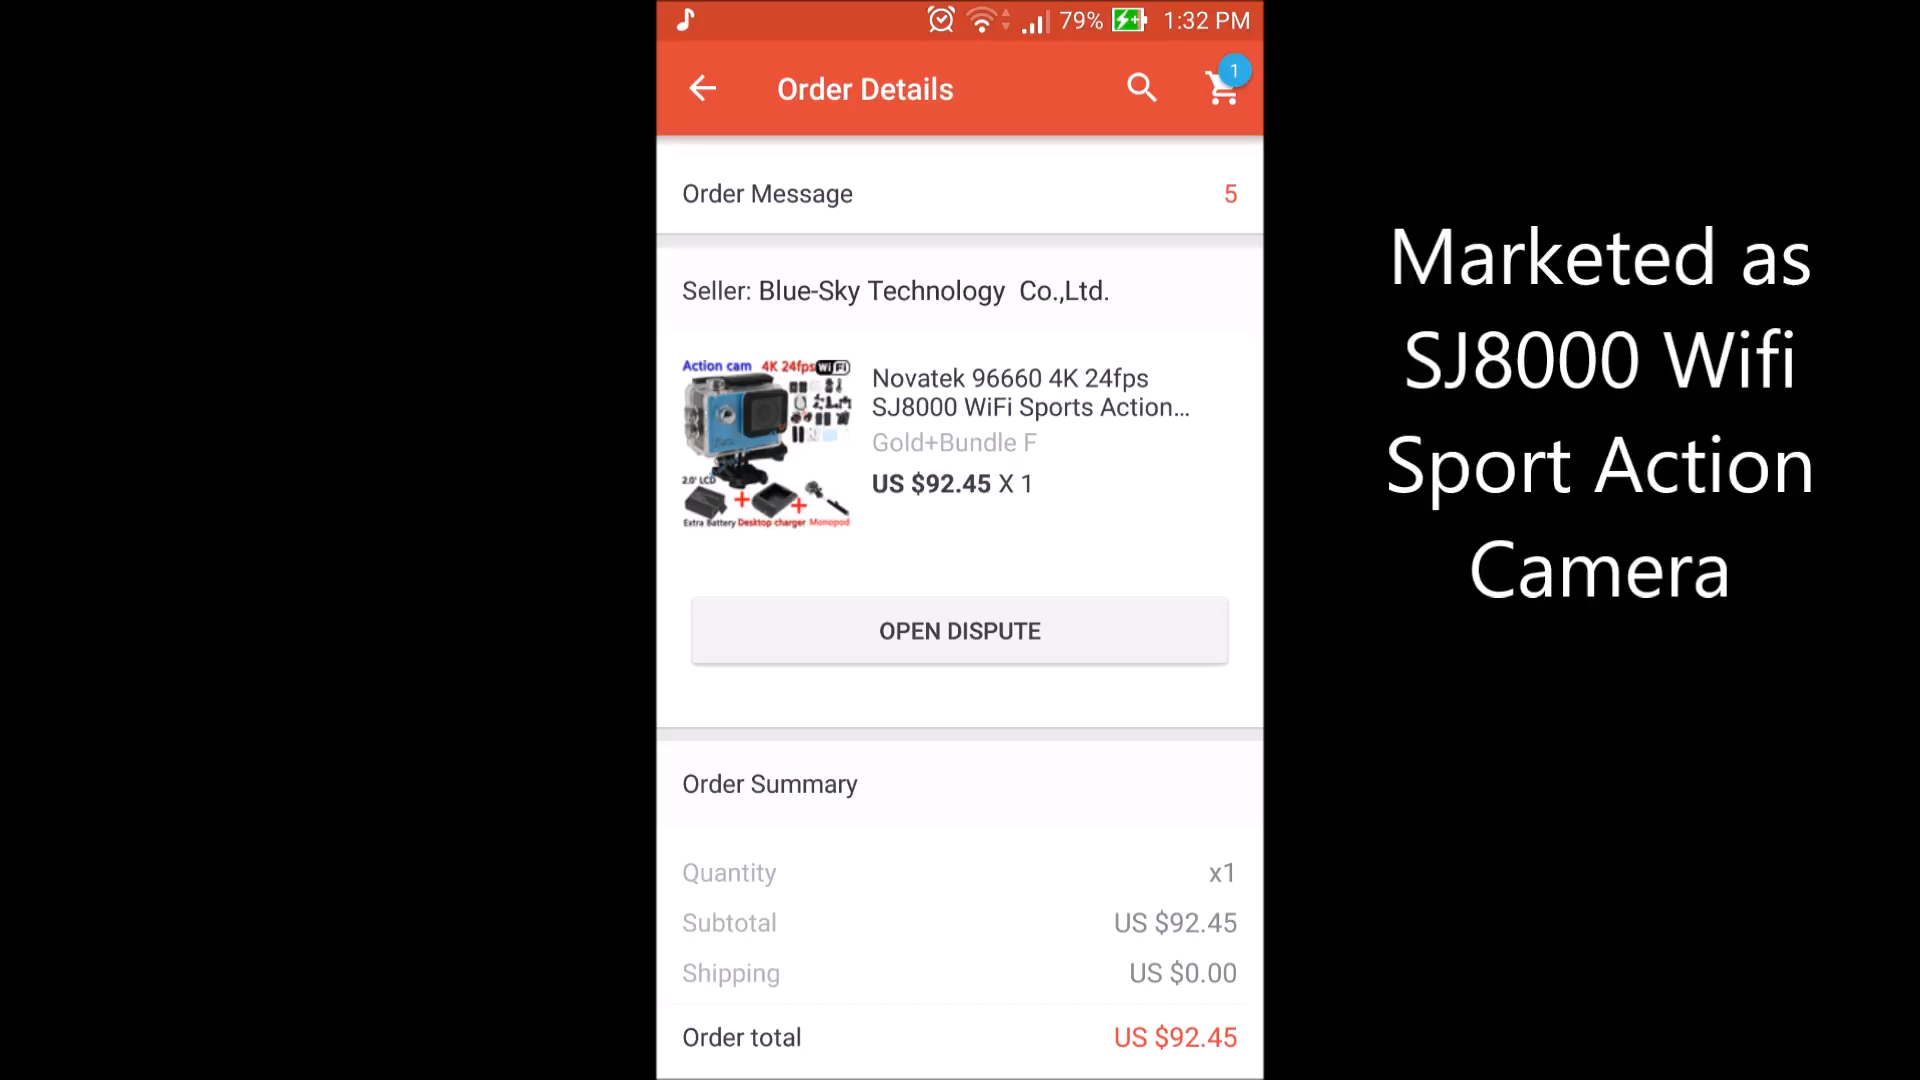 79% 1:32 PM
Order Details
1
Order Message 5
Seller: Blue-Sky Technology Co.,Ltd.
Action cam 4K 24fps WiFi
2.0' LCD
Extra Battery Desktop charger Monopod
Novatek 96660 4K 24fps
SJ8000 WiFi Sports Action...
Gold+Bundle F
US $92.45 X 1
OPEN DISPUTE
Order Summary
Quantity x1
Subtotal US $92.45
Shipping US $0.00
Order total US $92.45
Marketed as
SJ8000 Wifi
Sport Action
Camera